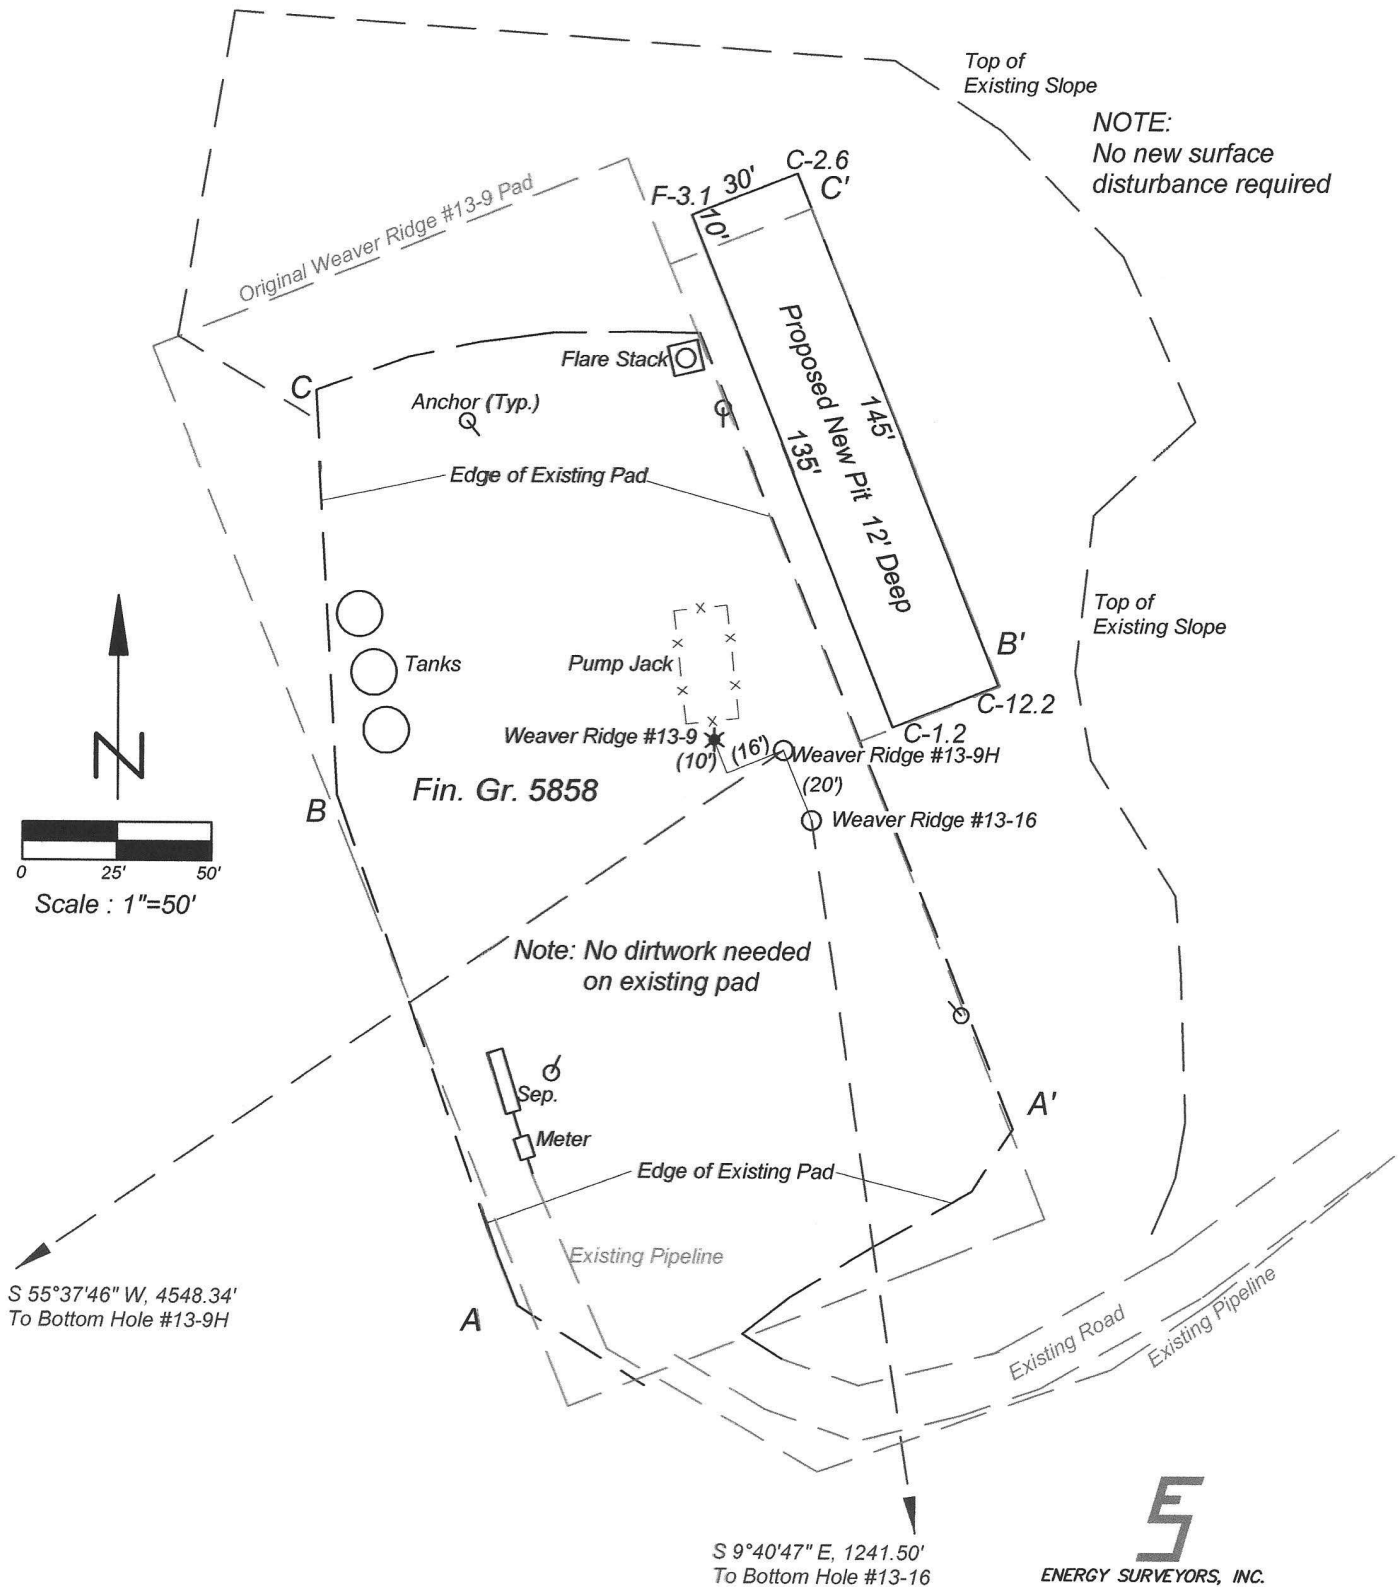 Top of
Existing Slope
NOTE:
No new surface
disturbance required
C-2.6
30'
C'
F-3.1
10'
Original Weaver Ridge #13-9 Pad
Flare Stack
Anchor (Typ.)
C
Proposed New Pit 12' Deep
145'
135'
Edge of Existing Pad
Top of
Existing Slope
B'
Tanks
Pump Jack
C-12.2
C-1.2
Weaver Ridge #13-9
(10')
(16')
Weaver Ridge #13-9H
(20')
N
Fin. Gr. 5858
B
Weaver Ridge #13-16
0 25' 50'
Scale : 1"=50'
Note: No dirtwork needed
on existing pad
Sep.
A'
Meter
Edge of Existing Pad
Existing Pipeline
S 55°37'46" W, 4548.34'
To Bottom Hole #13-9H
A
Existing Road
Existing Pipeline
S 9°40'47" E, 1241.50'
To Bottom Hole #13-16
ES
ENERGY SURVEYORS, INC.